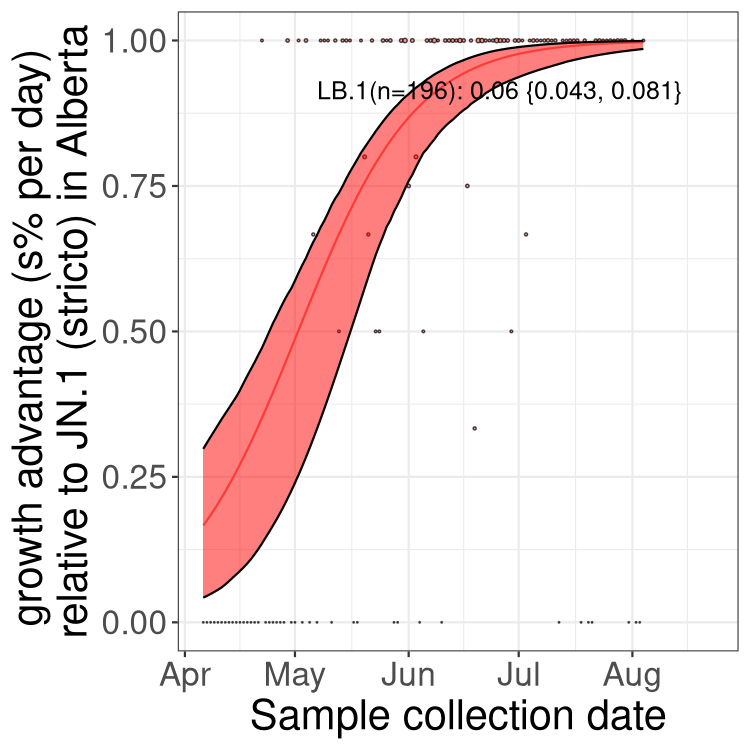 growth advantage (s% per day)
relative to JN.1 (stricto) in Alberta
1.00
0.75
0.50
0.25
0.00
LB.1(n=196): 0.06 {0.043, 0.081}
Apr May Jun Jul Aug
Sample collection date